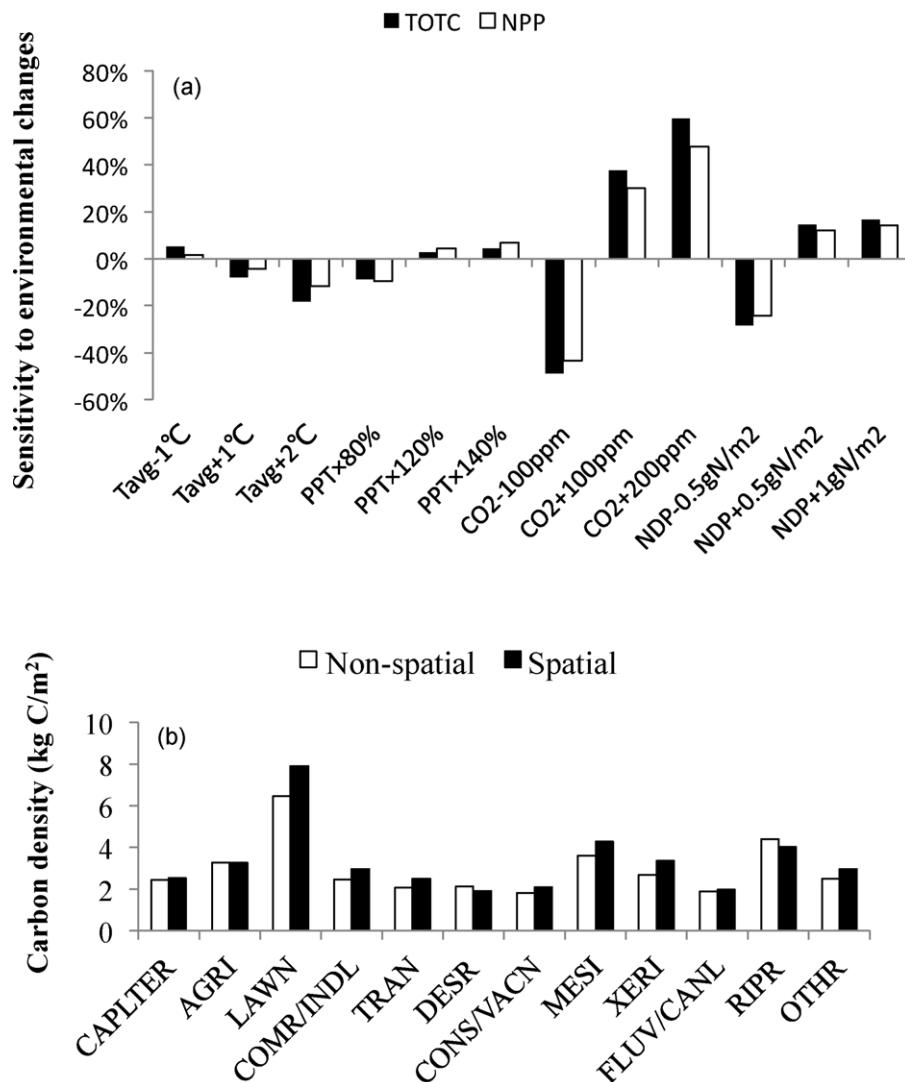 TOTC NPP
Sensitivity to environmental changes
(a)
80%
60%
40%
20%
0%
-20%
-40%
-60%
Tavg-1℃
Tavg+1℃
Tavg+2℃
PPT×80%
PPT×120%
PPT×140%
CO2-100ppm
CO2+100ppm
CO2+200ppm
NDP-0.5gN/m2
NDP+0.5gN/m2
NDP+1gN/m2
Non-spatial Spatial
Carbon density (kg C/m²)
(b)
10
8
6
4
2
0
CAPLTER
AGRI
LAWN
COMR/INDL
TRAN
DESR
CONS/VACN
MESI
XERI
FLUV/CANL
RIPR
OTHR